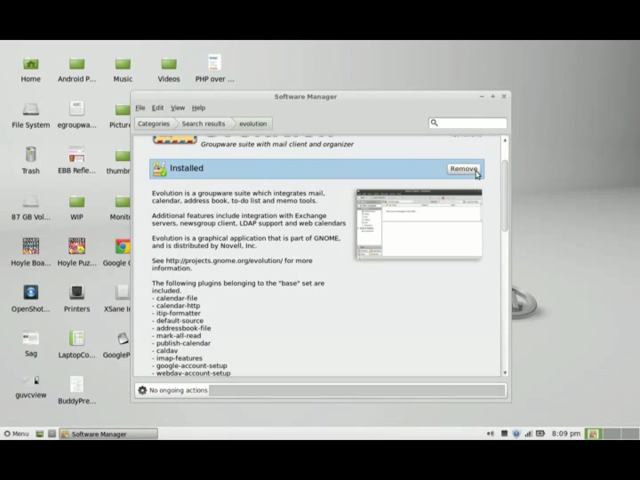 Home
Android P...
Music
Videos
PHP over ...
File System
egroupwa...
Picture
Trash
EBB Refle...
thumb
87 GB Vol...
WIP
Monito
Hoyle Boa...
Hoyle Puz...
Google C
OpenShot...
Printers
XSane In
Sag
LaptopCo...
GoogleP
guvcview
BuddyPre...
Software Manager
File Edit View Help
Categories Search results evolution
Groupware suite with mail client and organizer
Installed
Remove
Evolution is a groupware suite which integrates mail,
calendar, address book, to-do list and memo tools.
Additional features include integration with Exchange
servers, newsgroup client, LDAP support and web calendars
Evolution is a graphical application that is part of GNOME,
and is distributed by Novell, Inc.
See http://projects.gnome.org/evolution/ for more
information.
The following plugins belonging to the "base" set are
included.
- calendar-file
- calendar-http
- itip-formatter
- default-source
- addressbook-file
- mark-all-read
- publish-calendar
- caldav
- imap-features
- google-account-setup
- webdav-account-setup
No ongoing actions
Menu
Software Manager
8:09 pm